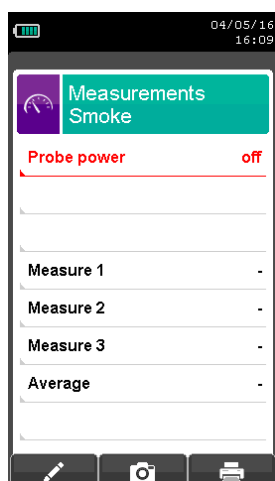 04/05/16
16:09
Measurements
Smoke
Probe power off
Measure 1 -
Measure 2 -
Measure 3 -
Average -